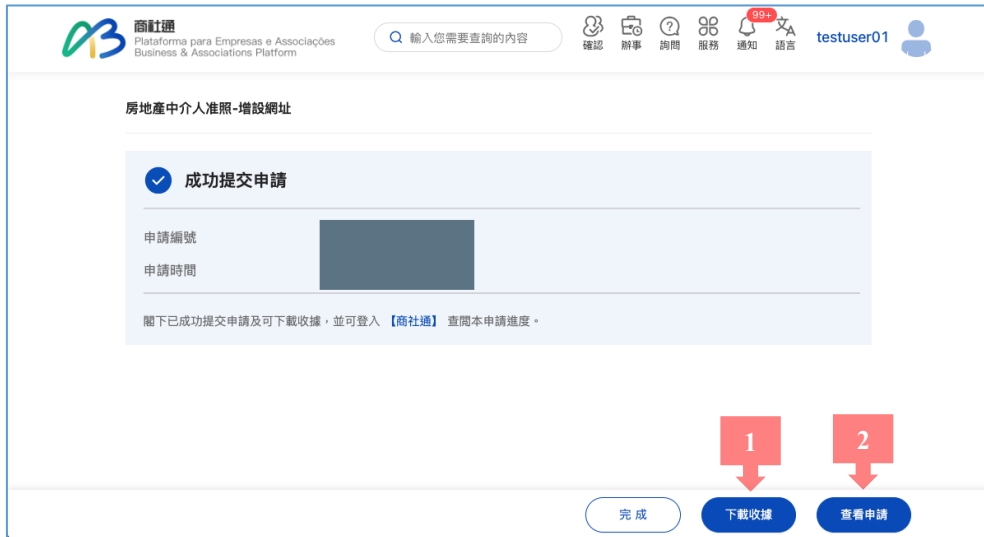 商社通
Plataforma para Empresas e Associações
Business & Associations Platform
輸入您需要查詢的內容
確認
辦事
詢問
服務
99+
通知
語言
testuser01
房地產中介人准照-增設網址
成功提交申請
申請編號
申請時間
閣下已成功提交申請及可下載收據，並可登入 【商社通】 查閱本申請進度。
1
2
完成
下載收據
查看申請